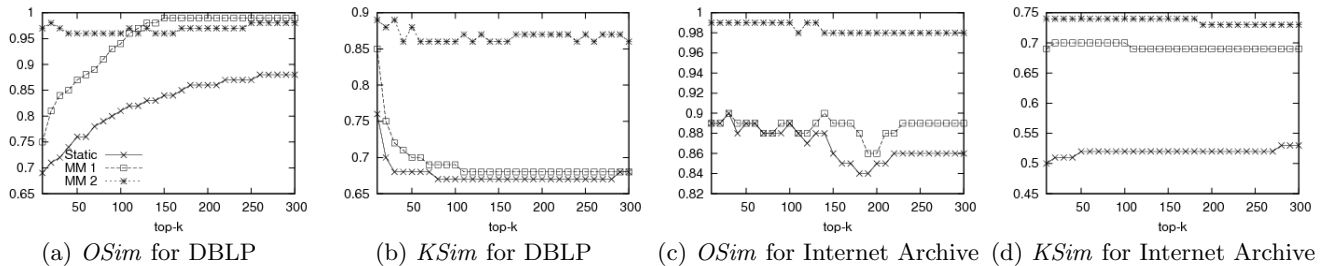 1
0.95
0.9
0.85
0.8
0.75
0.7
0.65
Static
MM 1
MM 2
50 100 150 200 250 300
top-k
(a) OSim for DBLP
0.9
0.85
0.8
0.75
0.7
0.65
50 100 150 200 250 300
top-k
(b) KSim for DBLP
1
0.98
0.96
0.94
0.92
0.9
0.88
0.86
0.84
0.82
50 100 150 200 250 300
top-k
(c) OSim for Internet Archive
0.75
0.7
0.65
0.6
0.55
0.5
0.45
50 100 150 200 250 300
top-k
(d) KSim for Internet Archive